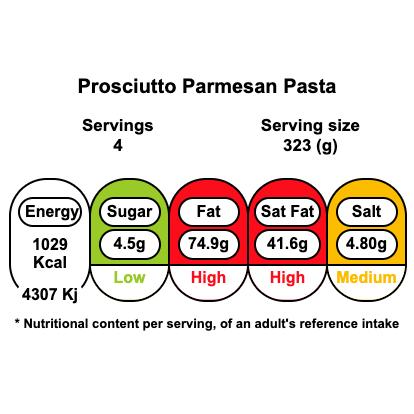 Prosciutto Parmesan Pasta
Servings Serving size
4 323 (g)
Energy Sugar Fat Sat Fat Salt
1029 4.5g 74.9g 41.6g 4.80g
Kcal
Low High High Medium
4307 Kj
* Nutritional content per serving, of an adult's reference intake